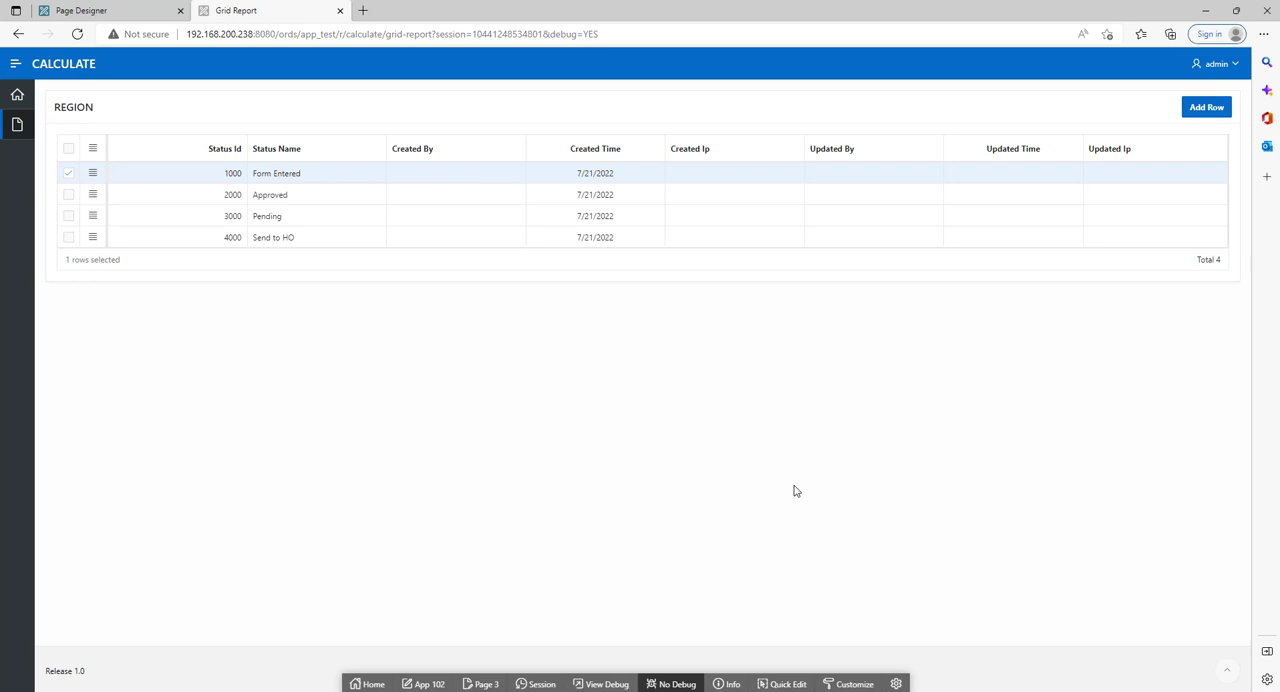 Page Designer
Grid Report
Not secure
192.168.200.238:8080/ords/app_test/r/calculate/grid-report?session=10441248534801&debug=YES
Sign in
CALCULATE
admin
REGION
Add Row
Status Id Status Name Created By Created Time Created Ip Updated By Updated Time Updated Ip
1000 Form Entered 7/21/2022
2000 Approved 7/21/2022
3000 Pending 7/21/2022
4000 Send to HO 7/21/2022
1 rows selected Total 4
Release 1.0
Home App 102 Page 3 Session View Debug No Debug Info Quick Edit Customize